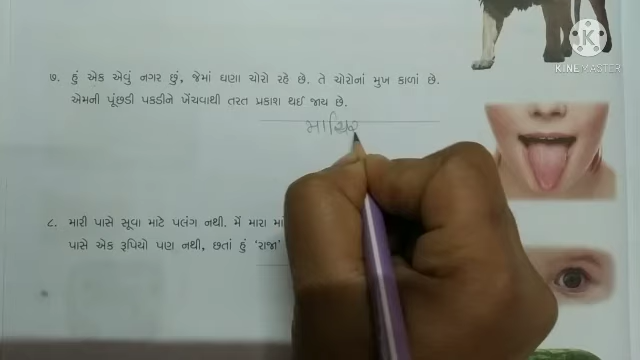 KINEMASTER
૭. હું એક એવું નગર છું, જેમાં ઘણા ચોરો રહે છે. તે ચોરોનાં મુખ કાળાં છે.
એમની પૂંછડી પકડીને ખેંચવાથી તરત પ્રકાશ થઈ જાય છે.
માચિસ
૮. મારી પાસે સૂવા માટે પલંગ નથી. મેં મારા
પાસે એક રૂપિયો પણ નથી, છતાં હું 'રાજા'